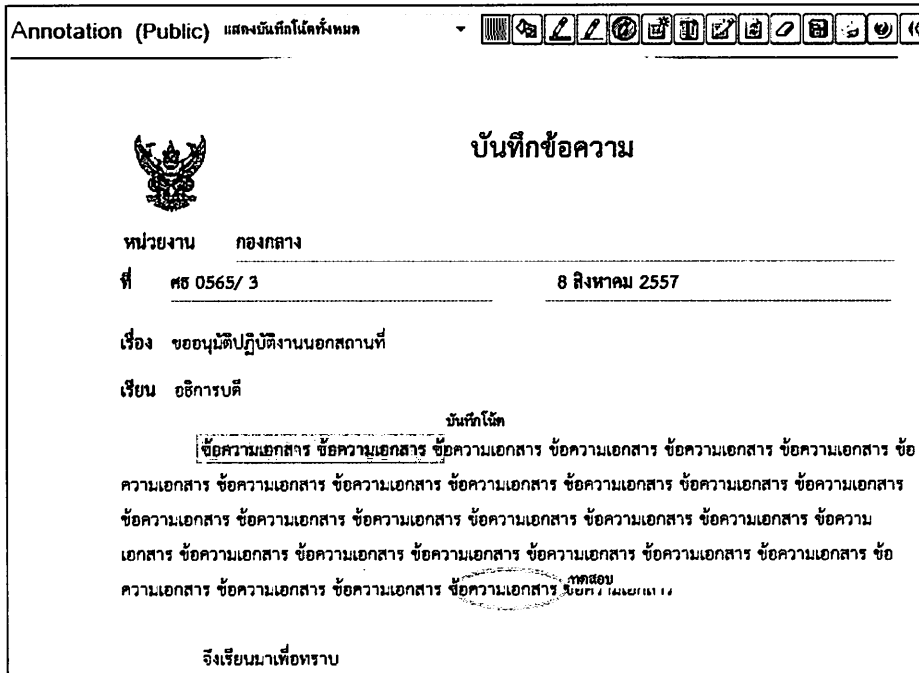 Annotation (Public) แสดงบันทึกโน้ตทั้งหมด
บันทึกข้อความ
หน่วยงาน กองกลาง
ที่ ศธ 0565/ 3 8 สิงหาคม 2557
เรื่อง ขออนุมัติปฏิบัติงานนอกสถานที่
เรียน อธิการบดี
บันทึกโน้ต
ข้อความเอกสาร ข้อความเอกสาร ข้อความเอกสาร ข้อความเอกสาร ข้อความเอกสาร ข้อความเอกสาร ข้อ
ความเอกสาร ข้อความเอกสาร ข้อความเอกสาร ข้อความเอกสาร ข้อความเอกสาร ข้อความเอกสาร ข้อความเอกสาร
ข้อความเอกสาร ข้อความเอกสาร ข้อความเอกสาร ข้อความเอกสาร ข้อความเอกสาร ข้อความเอกสาร ข้อความ
เอกสาร ข้อความเอกสาร ข้อความเอกสาร ข้อความเอกสาร ข้อความเอกสาร ข้อความเอกสาร ข้อความเอกสาร ข้อ
ความเอกสาร ข้อความเอกสาร ข้อความเอกสาร ข้อความเอกสาร ข้อความเอกสาร
ทดสอบ
จึงเรียนมาเพื่อทราบ